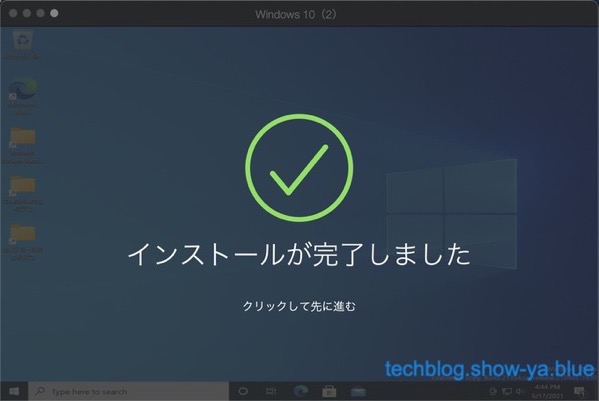 Windows 10（2）
インストールが完了しました
クリックして先に進む
techblog.show-ya.blue
Type here to search
4:44 PM
5/17/2021